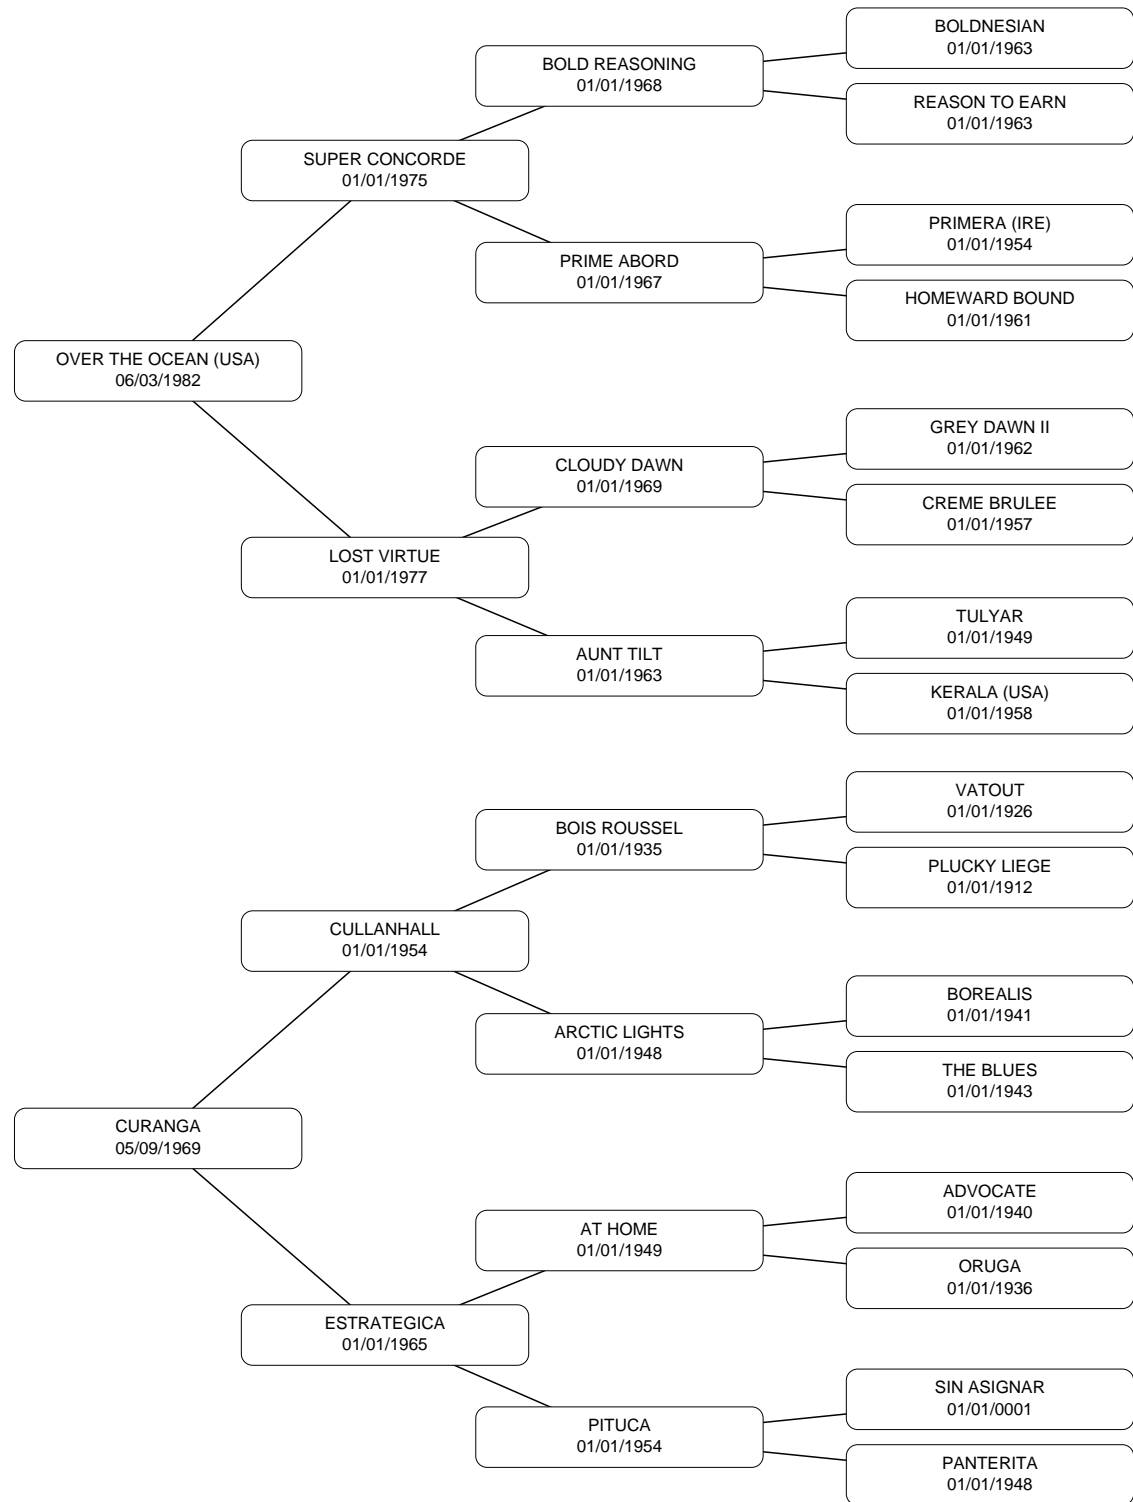 BOLDNESIAN
01/01/1963
BOLD REASONING
01/01/1968
REASON TO EARN
01/01/1963
SUPER CONCORDE
01/01/1975
PRIMERA (IRE)
01/01/1954
PRIME ABORD
01/01/1967
HOMEWARD BOUND
01/01/1961
OVER THE OCEAN (USA)
06/03/1982
GREY DAWN II
01/01/1962
CLOUDY DAWN
01/01/1969
CREME BRULEE
01/01/1957
LOST VIRTUE
01/01/1977
TULYAR
01/01/1949
AUNT TILT
01/01/1963
KERALA (USA)
01/01/1958
VATOUT
01/01/1926
BOIS ROUSSEL
01/01/1935
PLUCKY LIEGE
01/01/1912
CULLANHALL
01/01/1954
BOREALIS
01/01/1941
ARCTIC LIGHTS
01/01/1948
THE BLUES
01/01/1943
CURANGA
05/09/1969
ADVOCATE
01/01/1940
AT HOME
01/01/1949
ORUGA
01/01/1936
ESTRATEGICA
01/01/1965
SIN ASIGNAR
01/01/0001
PITUCA
01/01/1954
PANTERITA
01/01/1948